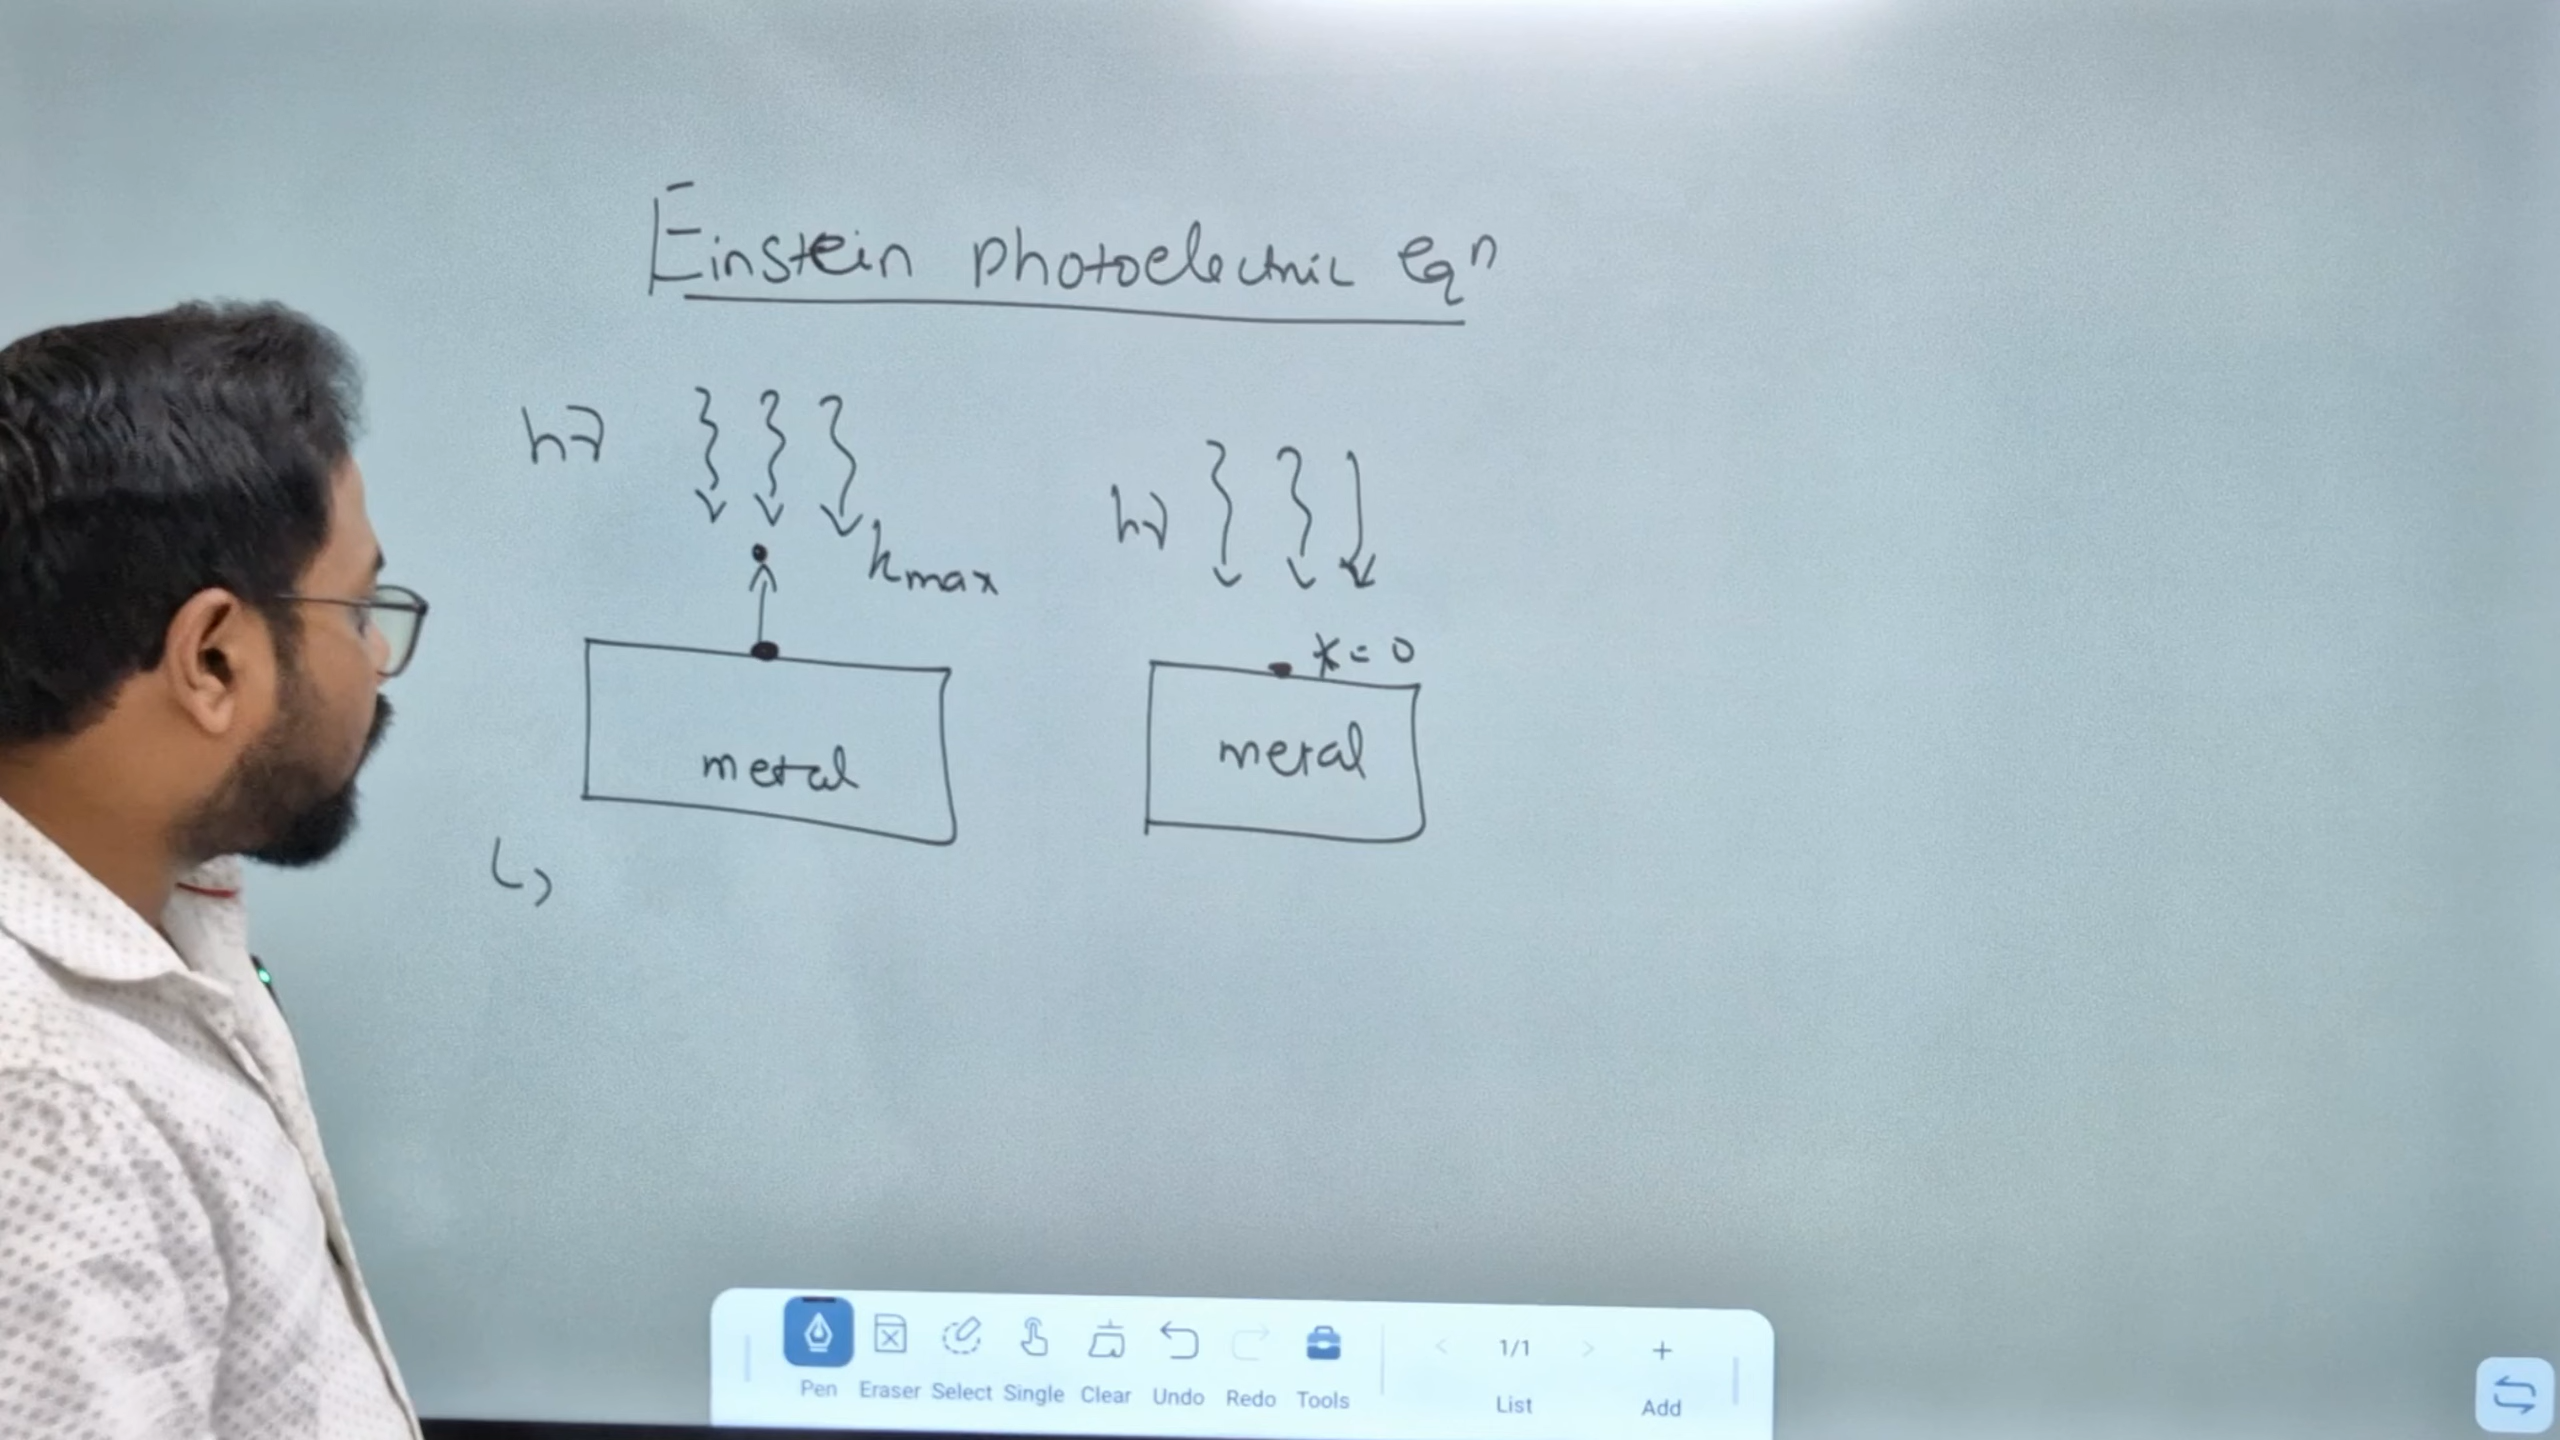 Einstein photoelectric eqⁿ
hν
kmax
metal
hν
K = 0
metal
Pen Eraser Select Single Clear Undo Redo Tools
< 1/1 > +
List Add